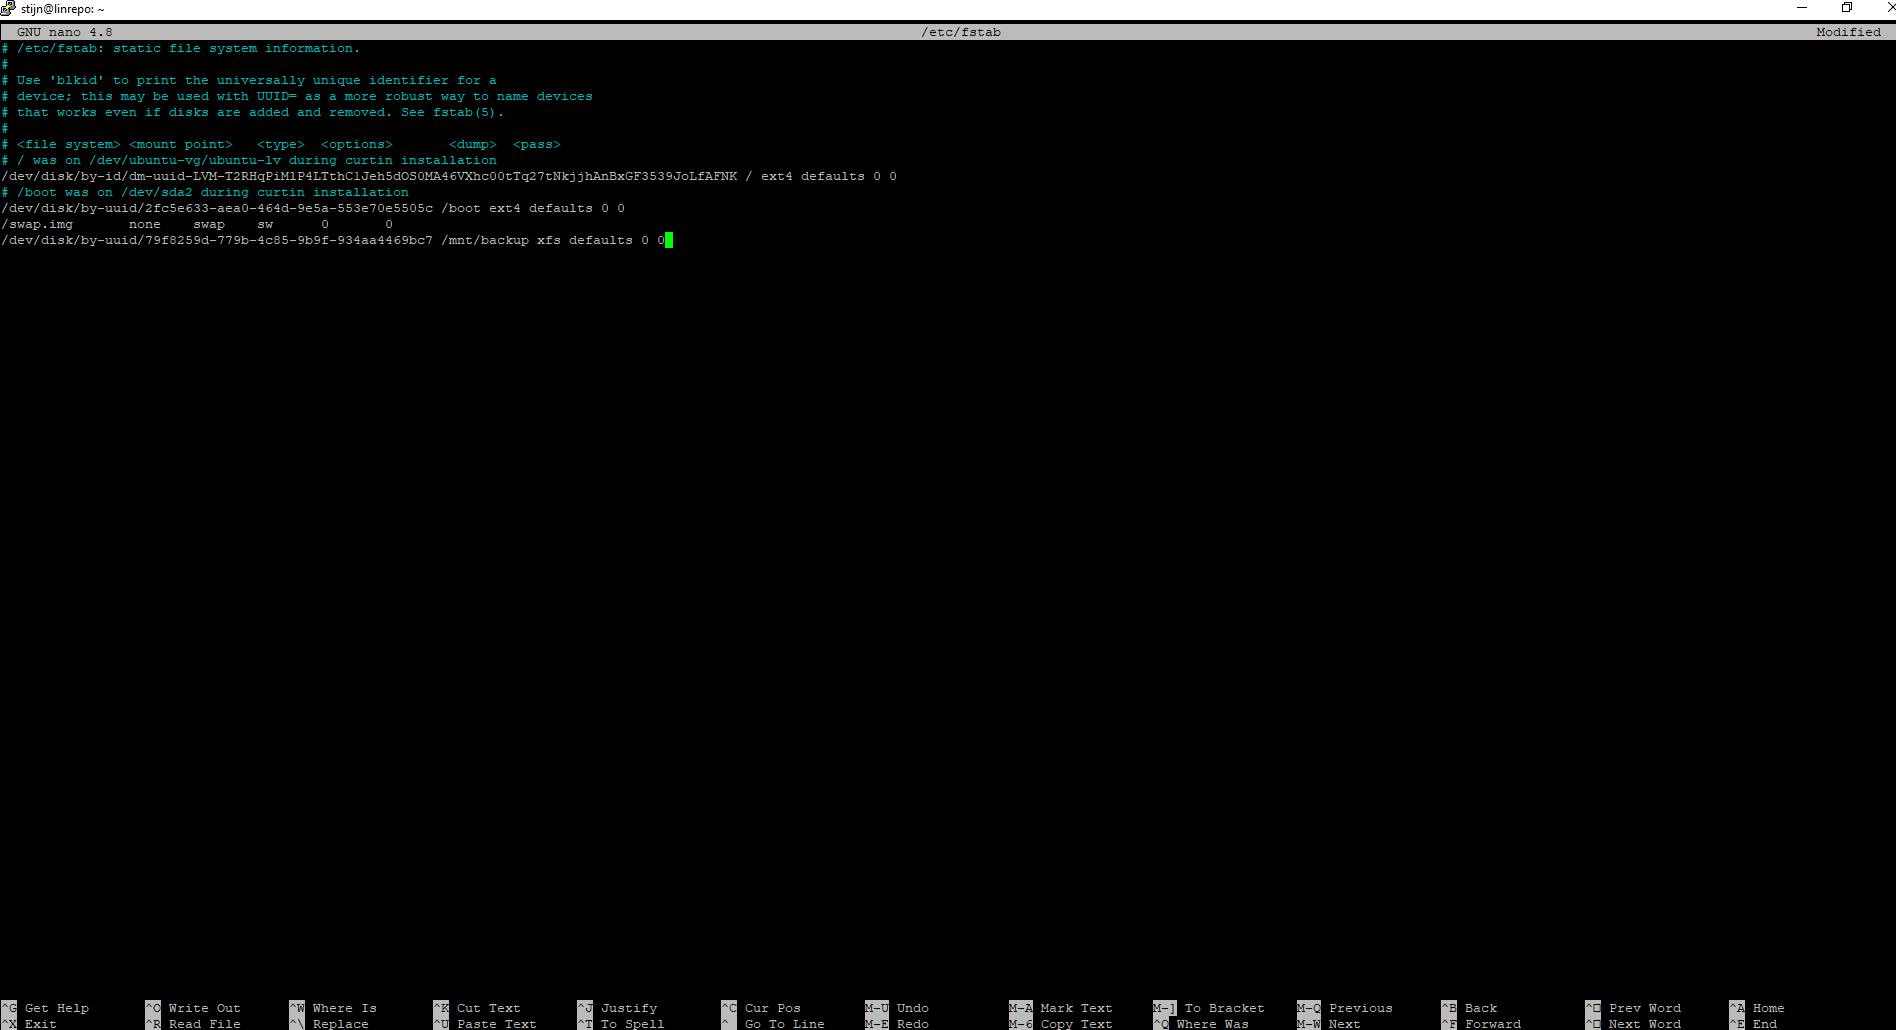 stijn@linrepo: ~
GNU nano 4.8 /etc/fstab Modified
# /etc/fstab: static file system information.
#
# Use 'blkid' to print the universally unique identifier for a
# device; this may be used with UUID= as a more robust way to name devices
# that works even if disks are added and removed. See fstab(5).
#
# <file system> <mount point>   <type>  <options>       <dump>  <pass>
# / was on /dev/ubuntu-vg/ubuntu-lv during curtin installation
/dev/disk/by-id/dm-uuid-LVM-T2RHqPiMlP4LTthClJeh5dOS0MA46VXhc00tTq27tNkjjhAnBxGF3539JoLfAFNK / ext4 defaults 0 0
# /boot was on /dev/sda2 during curtin installation
/dev/disk/by-uuid/2fc5e633-aea0-464d-9e5a-553e70e5505c /boot ext4 defaults 0 0
/swap.img       none    swap    sw      0       0
/dev/disk/by-uuid/79f8259d-779b-4c85-9b9f-934aa4469bc7 /mnt/backup xfs defaults 0 0
^G Get Help ^O Write Out ^W Where Is ^K Cut Text ^J Justify ^C Cur Pos M-U Undo M-A Mark Text M-] To Bracket M-Q Previous ^B Back ^□ Prev Word ^A Home
^X Exit ^R Read File ^\ Replace ^U Paste Text ^T To Spell ^_ Go To Line M-E Redo M-6 Copy Text ^Q Where Was M-W Next ^F Forward ^□ Next Word ^E End